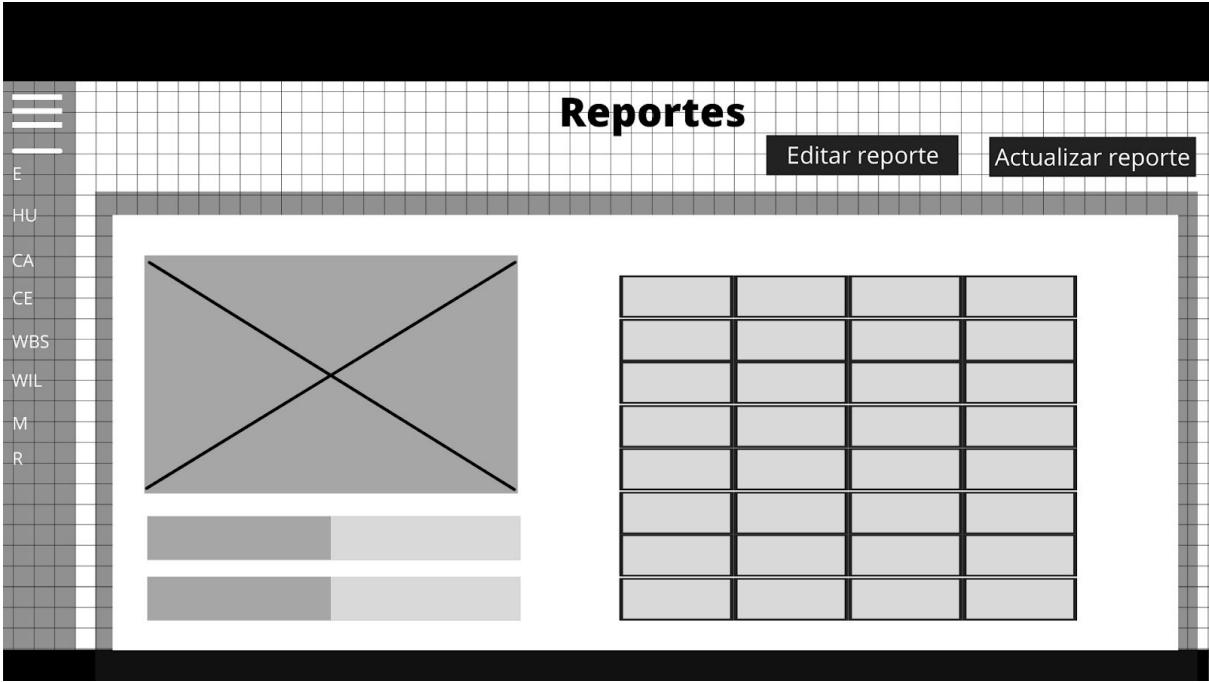 Reportes
Editar reporte
Actualizar reporte
E
HU
CA
CE
WBS
WIL
M
R